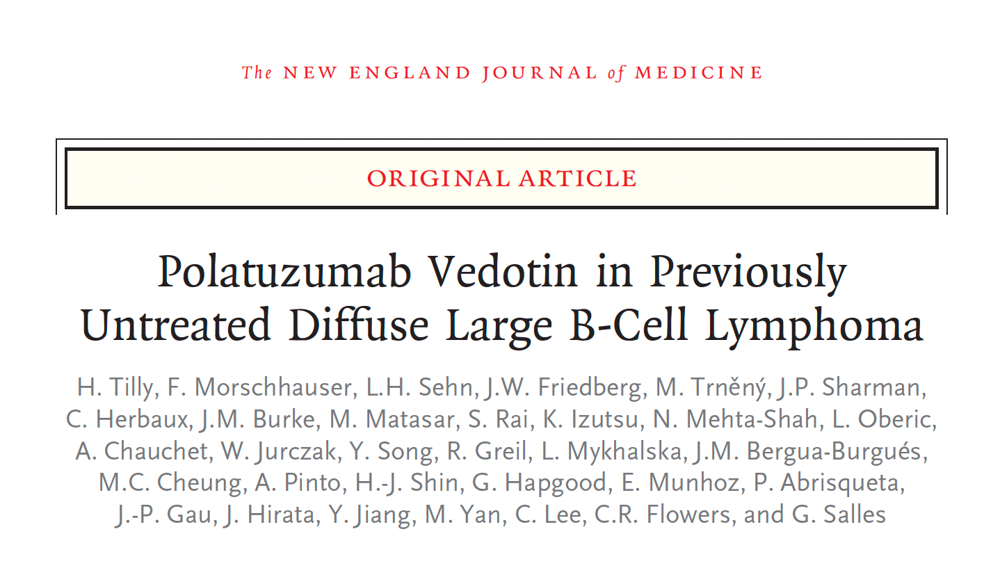 The NEW ENGLAND JOURNAL of MEDICINE
ORIGINAL ARTICLE
Polatuzumab Vedotin in Previously
Untreated Diffuse Large B-Cell Lymphoma
H. Tilly, F. Morschhauser, L.H. Sehn, J.W. Friedberg, M. Trněný, J.P. Sharman,
C. Herbaux, J.M. Burke, M. Matasar, S. Rai, K. Izutsu, N. Mehta-Shah, L. Oberic,
A. Chauchet, W. Jurczak, Y. Song, R. Greil, L. Mykhalska, J.M. Bergua-Burgués,
M.C. Cheung, A. Pinto, H.-J. Shin, G. Hapgood, E. Munhoz, P. Abrisqueta,
J.-P. Gau, J. Hirata, Y. Jiang, M. Yan, C. Lee, C.R. Flowers, and G. Salles